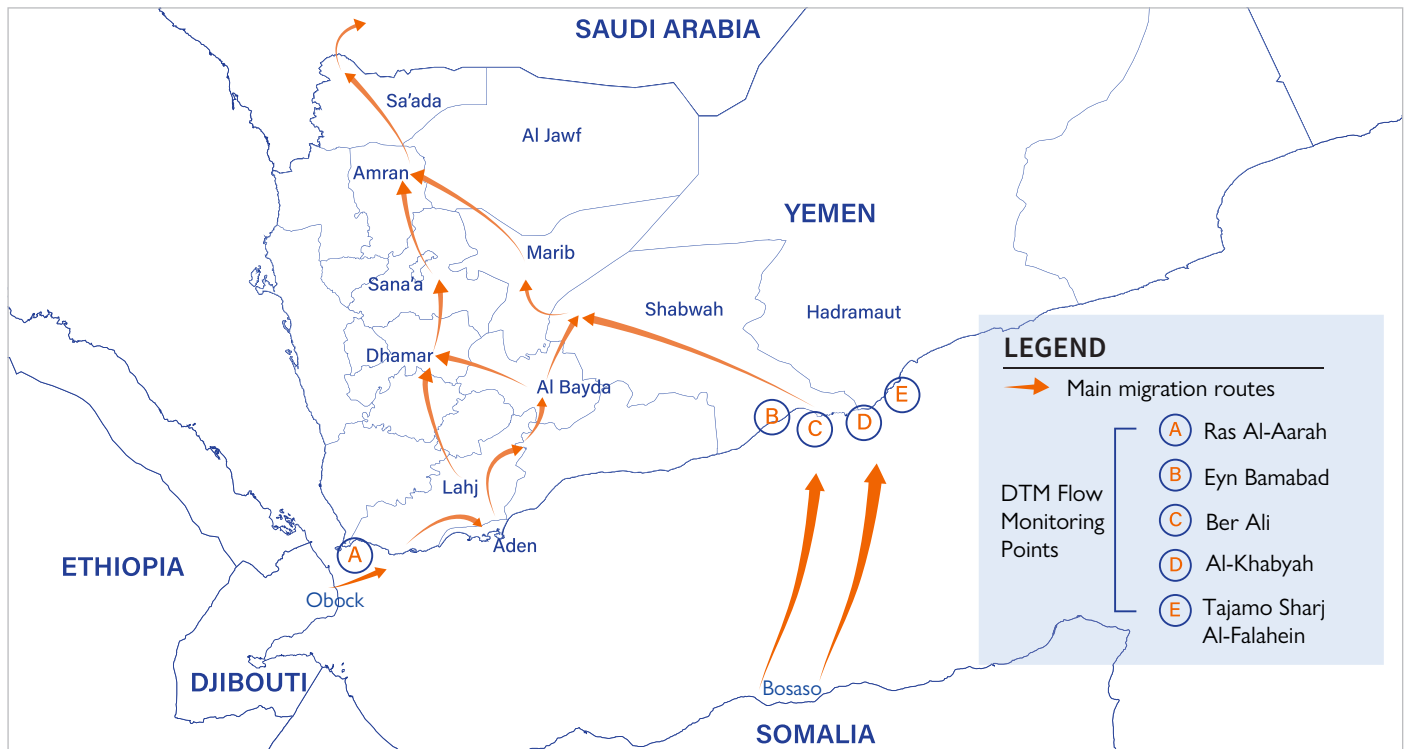 SAUDI ARABIA
Sa’ada
Al Jawf
Amran
YEMEN
Marib
Sana’a
Shabwah
Hadramaut
Dhamar
Al Bayda
B
C
D
E
Lahj
Aden
A
ETHIOPIA
Obock
DJIBOUTI
Bosaso
SOMALIA
LEGEND
Main migration routes
DTM Flow
Monitoring
Points
A Ras Al-Aarah
B Eyn Bamabad
C Ber Ali
D Al-Khabyah
E Tajamo Sharj
Al-Falahein